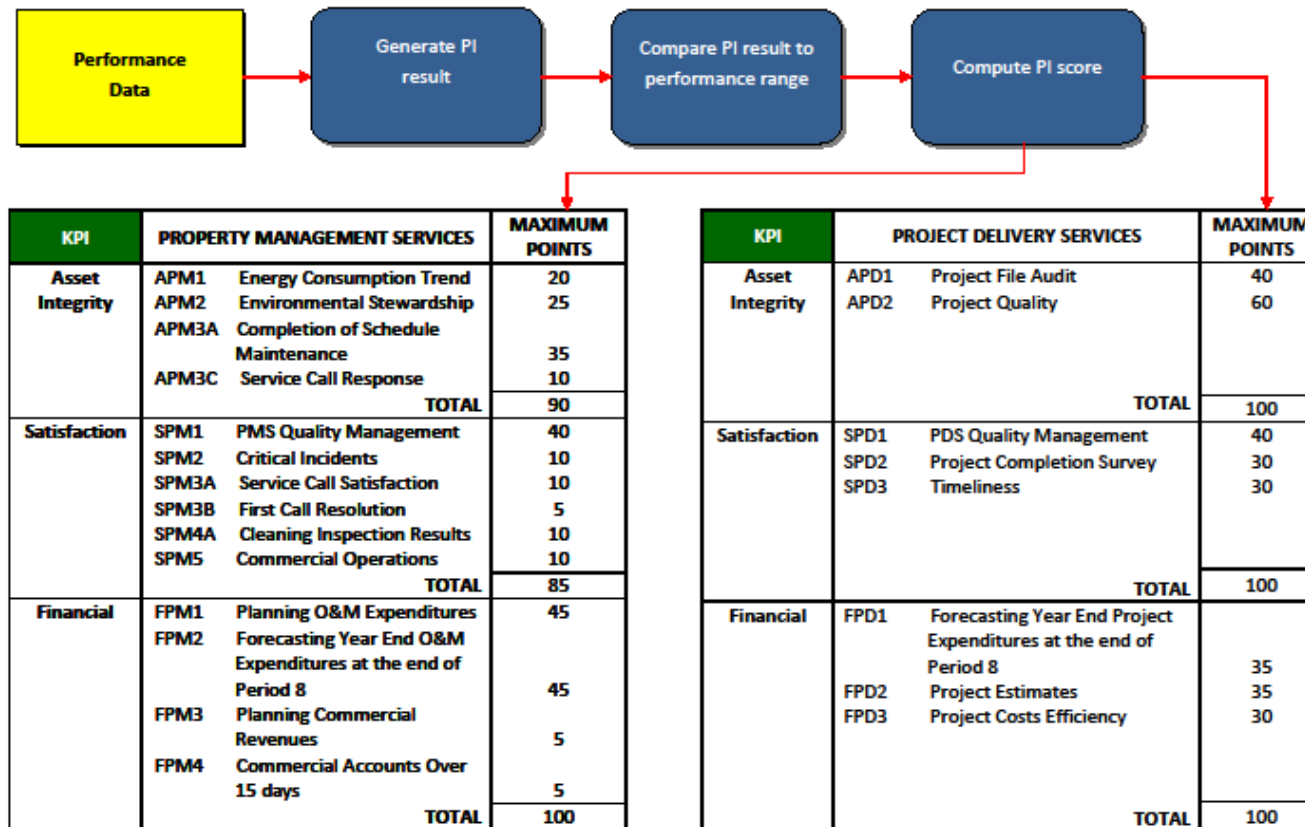 Performance
Data
Generate PI
result
Compare PI result to
performance range
Compute PI score
KPI PROPERTY MANAGEMENT SERVICES MAXIMUM
POINTS
Asset
Integrity
APM1 Energy Consumption Trend 20
APM2 Environmental Stewardship 25
APM3A Completion of Schedule
Maintenance 35
APM3C Service Call Response 10
TOTAL 90
Satisfaction SPM1 PMS Quality Management 40
SPM2 Critical Incidents 10
SPM3A Service Call Satisfaction 10
SPM3B First Call Resolution 5
SPM4A Cleaning Inspection Results 10
SPM5 Commercial Operations 10
TOTAL 85
Financial FPM1 Planning O&M Expenditures 45
FPM2 Forecasting Year End O&M
Expenditures at the end of
Period 8 45
FPM3 Planning Commercial
Revenues 5
FPM4 Commercial Accounts Over
15 days 5
TOTAL 100
KPI PROJECT DELIVERY SERVICES MAXIMUM
POINTS
Asset
Integrity
APD1 Project File Audit 40
APD2 Project Quality 60
TOTAL 100
Satisfaction SPD1 PDS Quality Management 40
SPD2 Project Completion Survey 30
SPD3 Timeliness 30
TOTAL 100
Financial FPD1 Forecasting Year End Project
Expenditures at the end of
Period 8 35
FPD2 Project Estimates 35
FPD3 Project Costs Efficiency 30
TOTAL 100